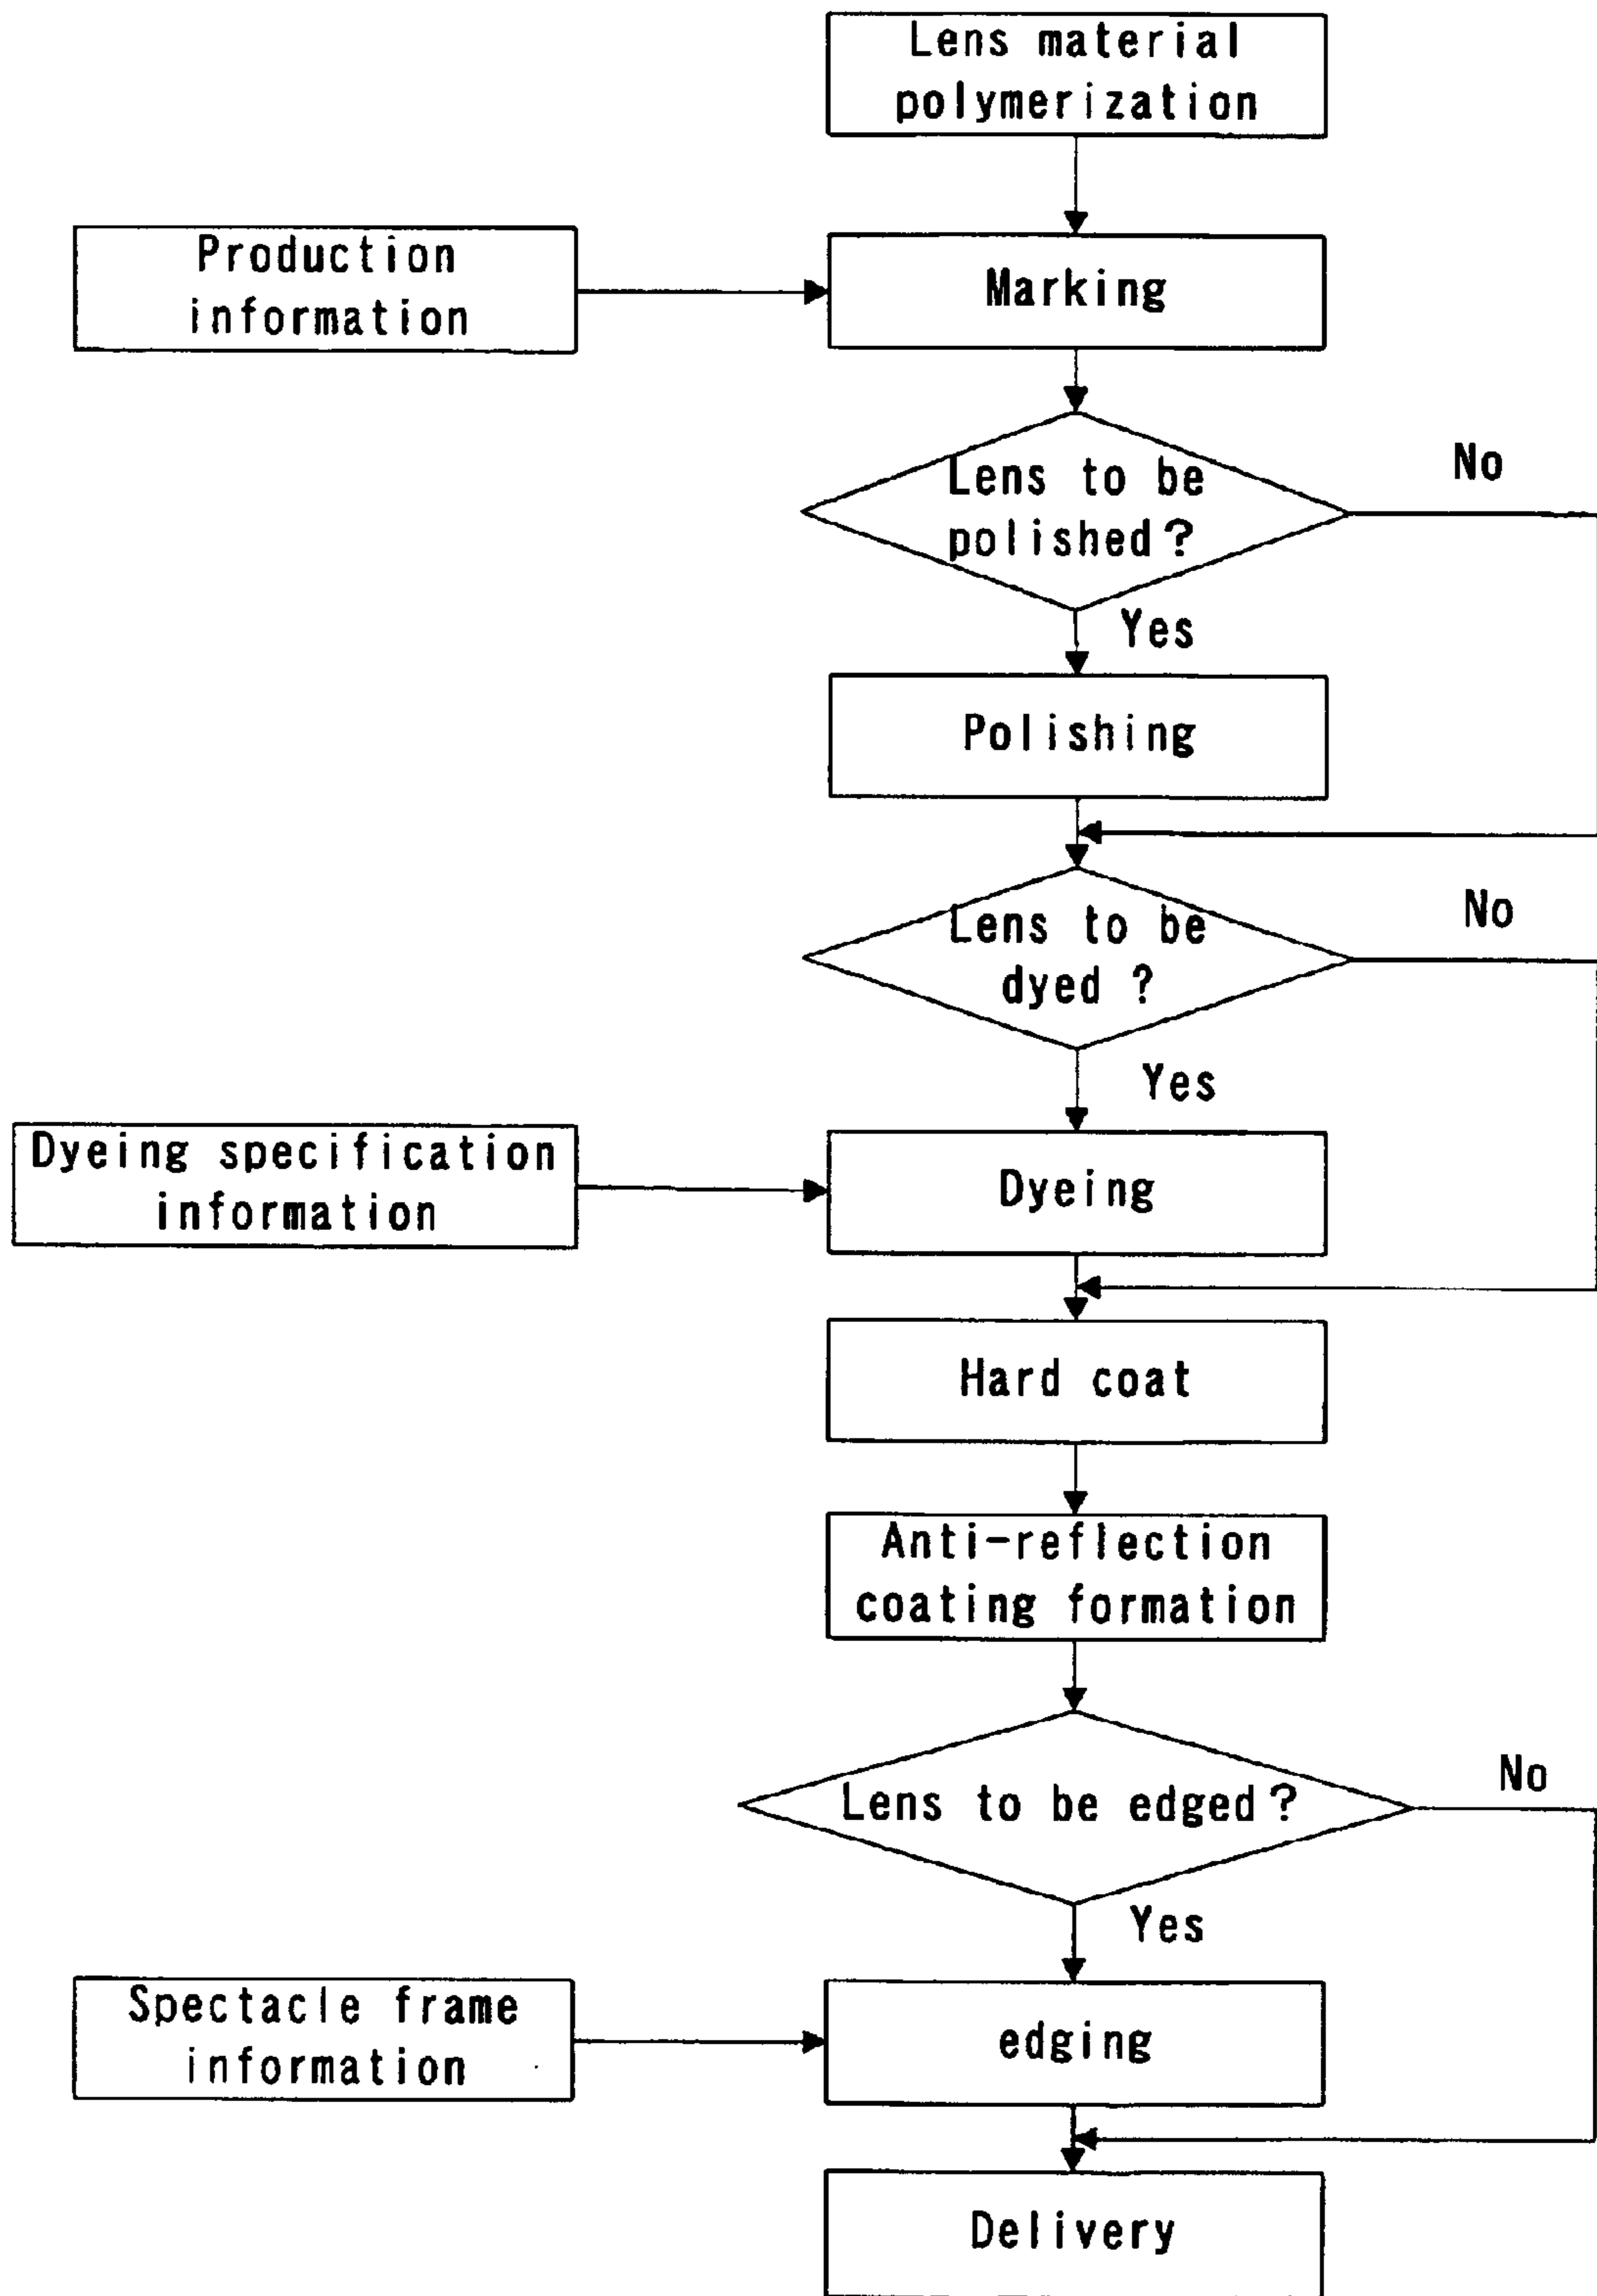 Lens material
polymerization
Production
information
Marking
Lens to be
polished?
No
Yes
Polishing
Lens to be
dyed ?
No
Yes
Dyeing specification
information
Dyeing
Hard coat
Anti-reflection
coating formation
Lens to be edged?
No
Yes
Spectacle frame
information
edging
Delivery